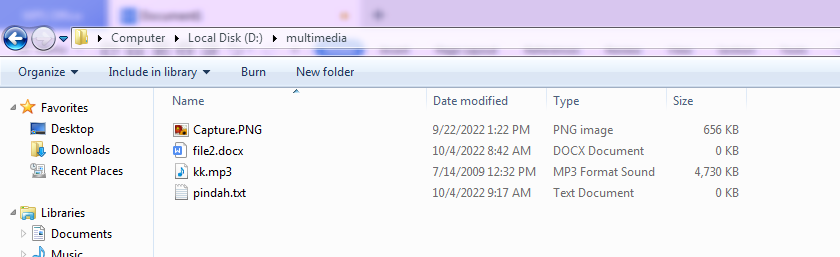 Computer Local Disk (D:) multimedia
Organize Include in library Burn New folder
Favorites
Desktop
Downloads
Recent Places
Libraries
Documents
Music
Name Date modified Type Size
Capture.PNG 9/22/2022 1:22 PM PNG image 656 KB
file2.docx 10/4/2022 8:42 AM DOCX Document 0 KB
kk.mp3 7/14/2009 12:32 PM MP3 Format Sound 4,730 KB
pindah.txt 10/4/2022 9:17 AM Text Document 0 KB